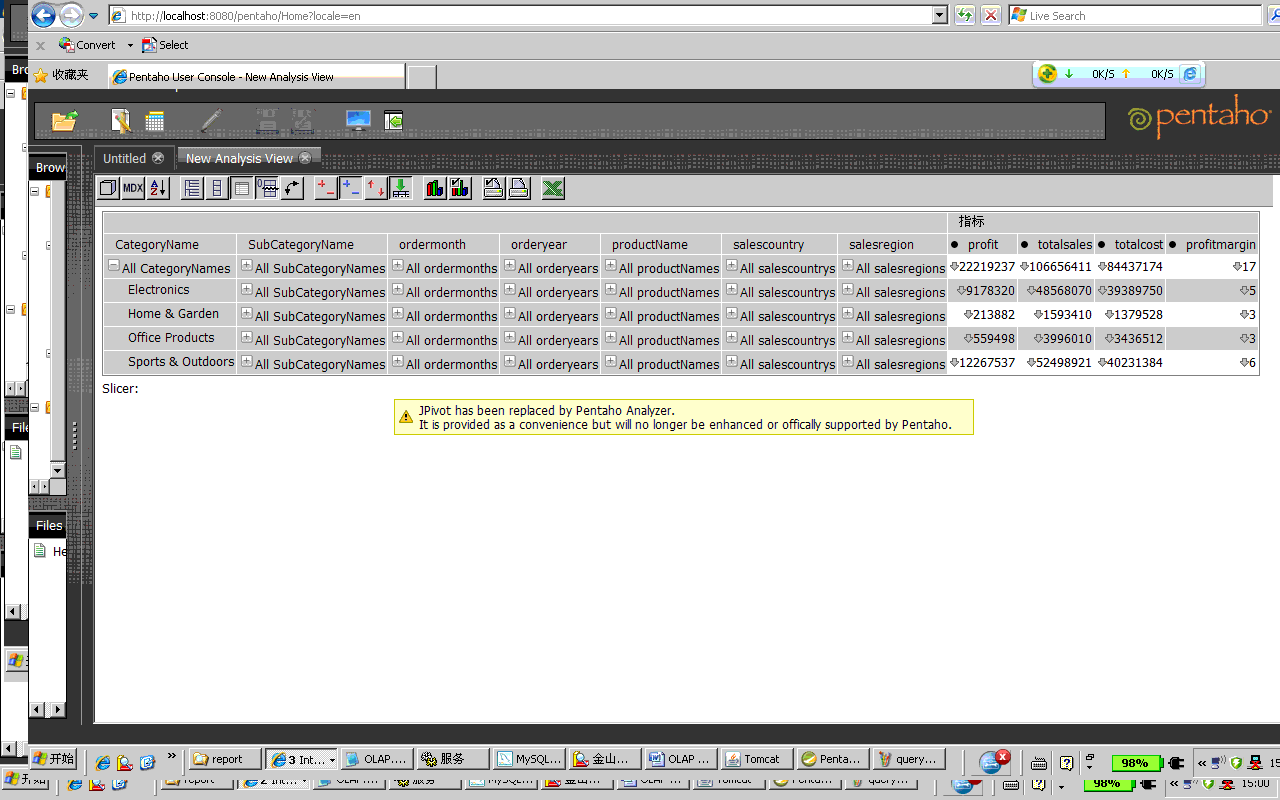 http://localhost:8080/pentaho/Home?locale=en
Live Search
Convert
Select
收藏夹
Pentaho User Console - New Analysis View
0K/S
0K/S
pentaho
Untitled
New Analysis View
Brow
MDX
指标
CategoryName SubCategoryName ordermonth orderyear productName salescountry salesregion profit totalsales totalcost profitmargin
All CategoryNames All SubCategoryNames All ordermonths All orderyears All productNames All salescountrys All salesregions 22219237 106656411 84437174 17
Electronics All SubCategoryNames All ordermonths All orderyears All productNames All salescountrys All salesregions 9178320 48568070 39389750 5
Home & Garden All SubCategoryNames All ordermonths All orderyears All productNames All salescountrys All salesregions 213882 1593410 1379528 3
Office Products All SubCategoryNames All ordermonths All orderyears All productNames All salescountrys All salesregions 559498 3996010 3436512 3
Sports & Outdoors All SubCategoryNames All ordermonths All orderyears All productNames All salescountrys All salesregions 12267537 52498921 40231384 6
Slicer:
JPivot has been replaced by Pentaho Analyzer.
It is provided as a convenience but will no longer be enhanced or offically supported by Pentaho.
Files
He
开始
report
3 Int...
OLAP...
服务
MySQL...
金山...
OLAP ...
Tomcat
Penta...
query...
98%
15
98%
15:00